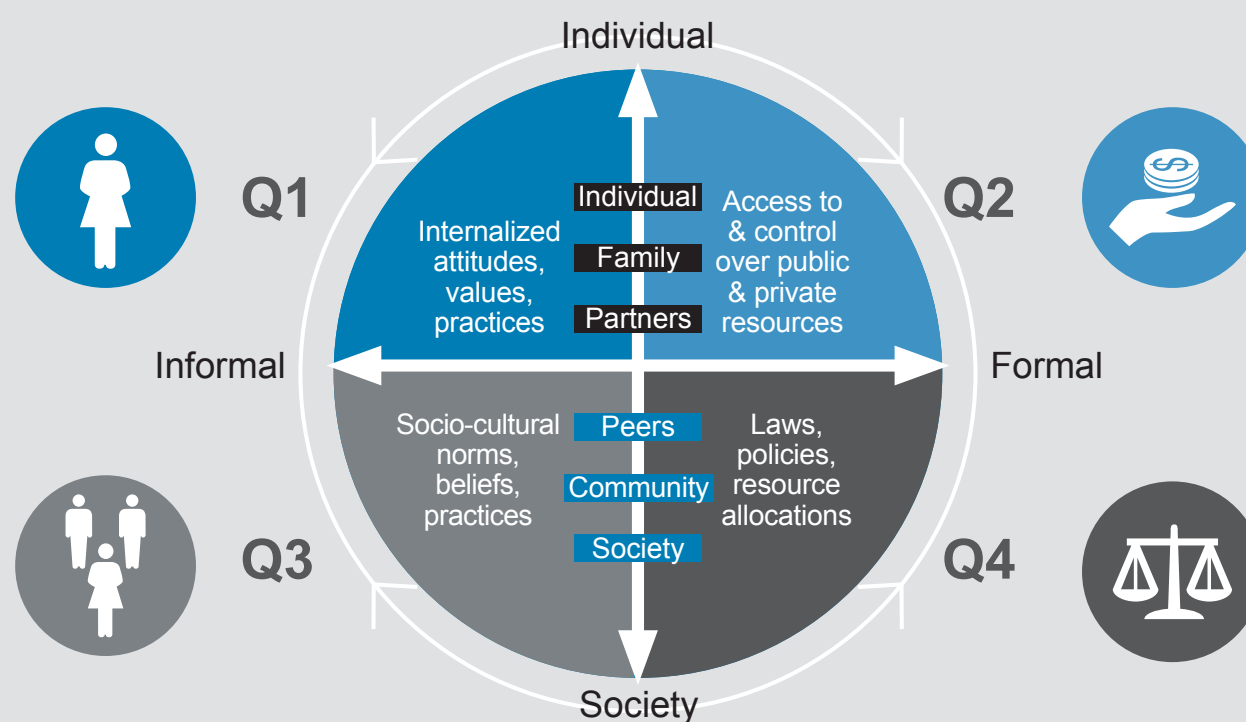 Individual
Q1
Internalized
attitudes,
values,
practices
Individual
Family
Partners
Access to
& control
over public
& private
resources
Q2
$
Informal
Formal
Socio-cultural
norms,
beliefs,
practices
Q3
Peers
Community
Society
Laws,
policies,
resource
allocations
Q4
Society